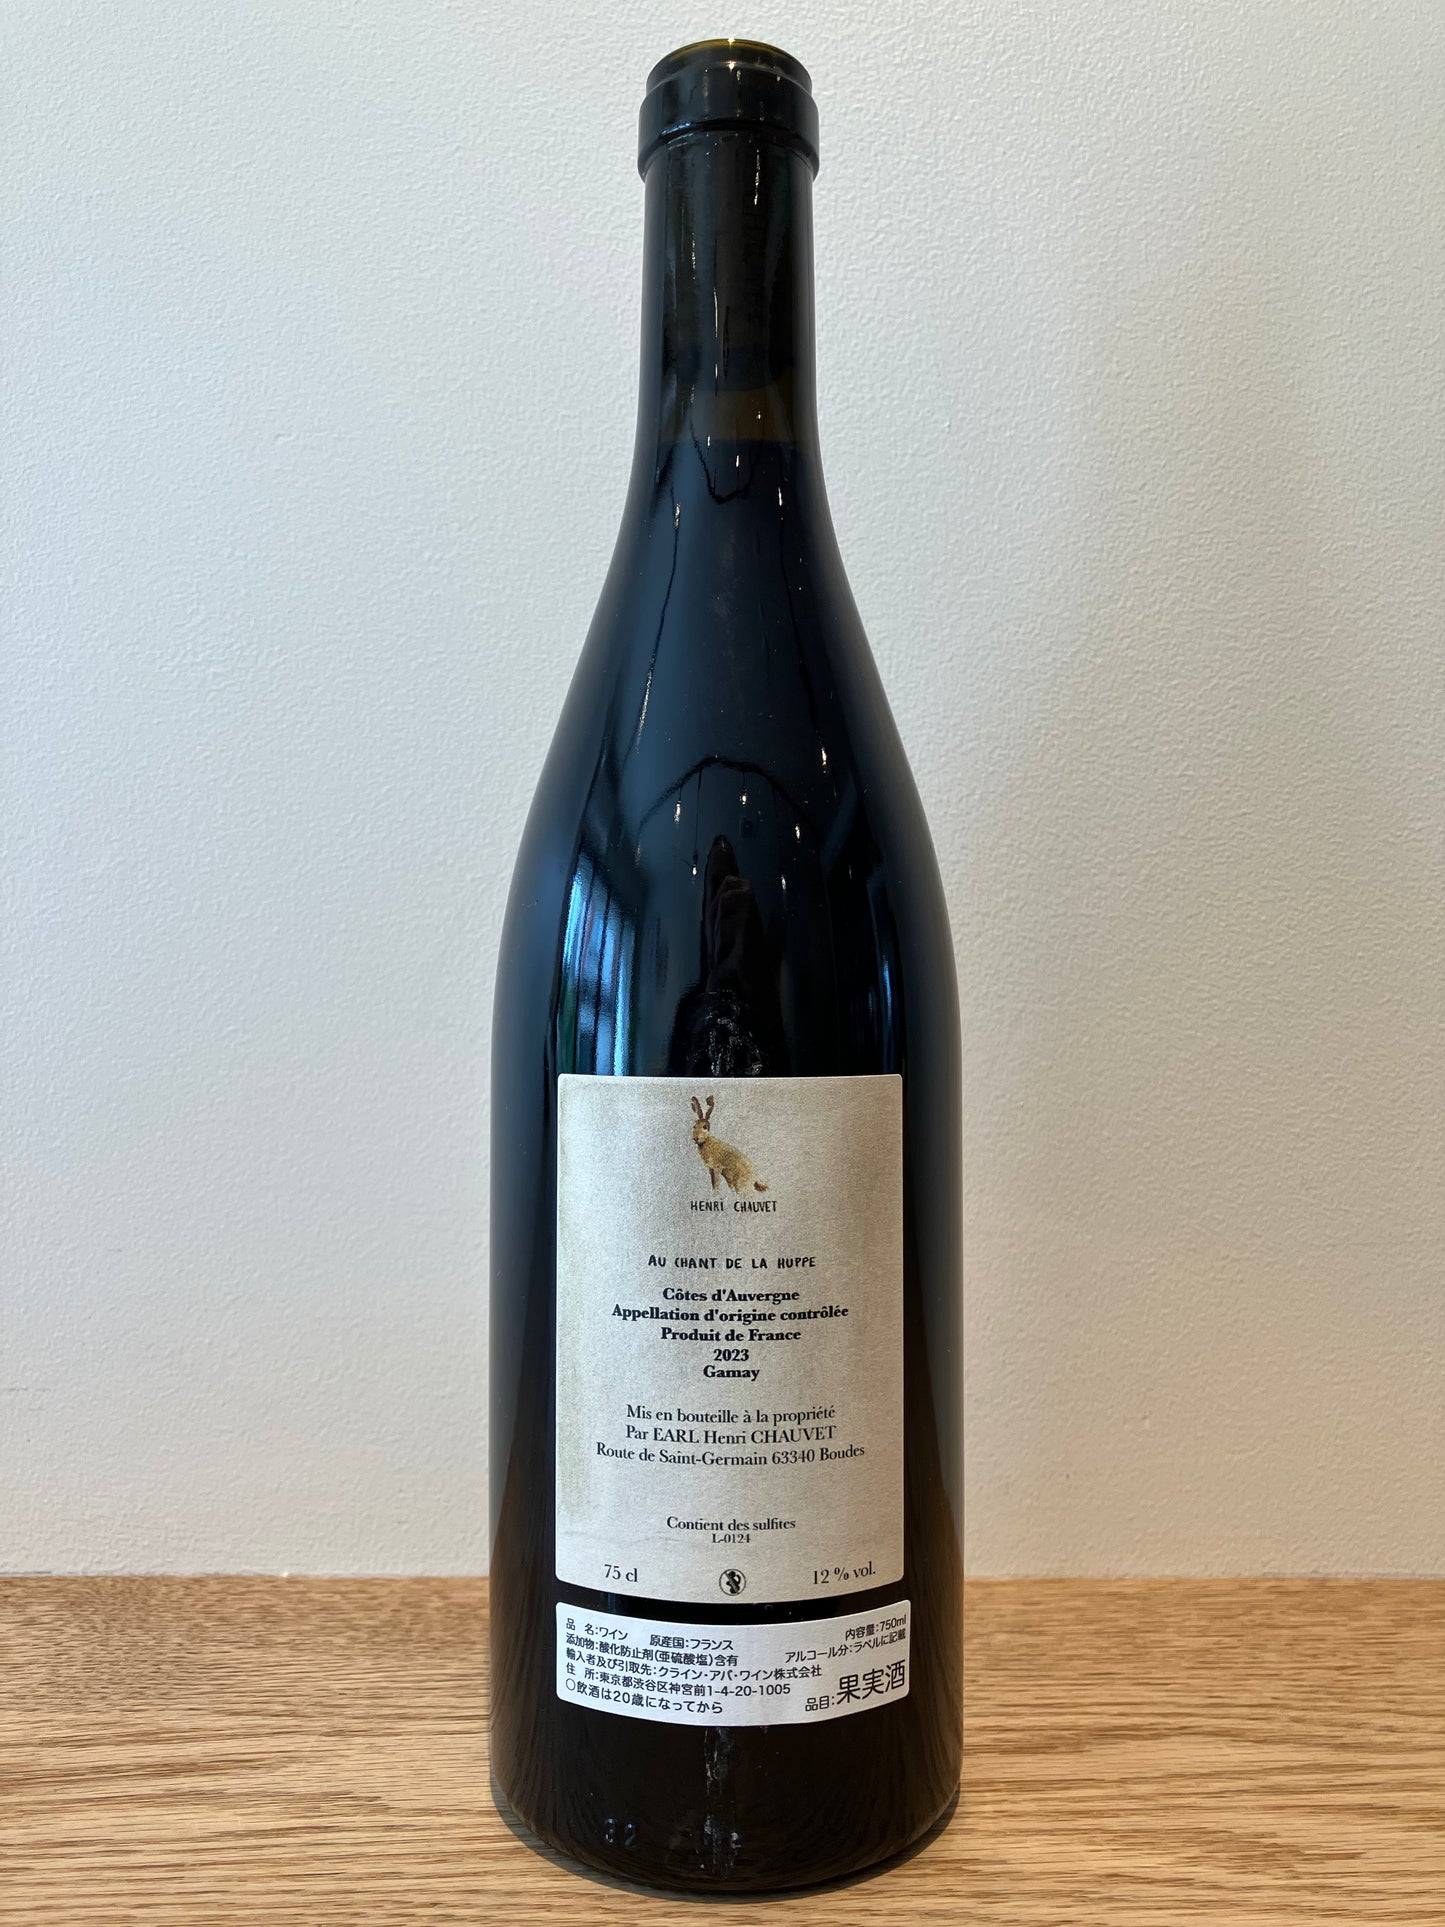 HENRI CHAUVET
AU CHANT DE LA HUPPE
Côtes d'Auvergne
Appellation d'origine contrôlée
Produit de France
2023
Gamay
Mis en bouteille à la propriété
Par EARL Henri CHAUVET
Route de Saint-Germain 63340 Boudes
Contient des sulfites
L-0124
75 cl 12 % vol.
品 名:ワイン 原産国:フランス 内容量:750ml
添加物:酸化防止剤(亜硫酸塩)含有 アルコール分:ラベルに記載
輸入者及び引取先:クライン・アパ・ワイン株式会社
住 所:東京都渋谷区神宮前1-4-20-1005
○飲酒は20歳になってから 品目:果実酒
32